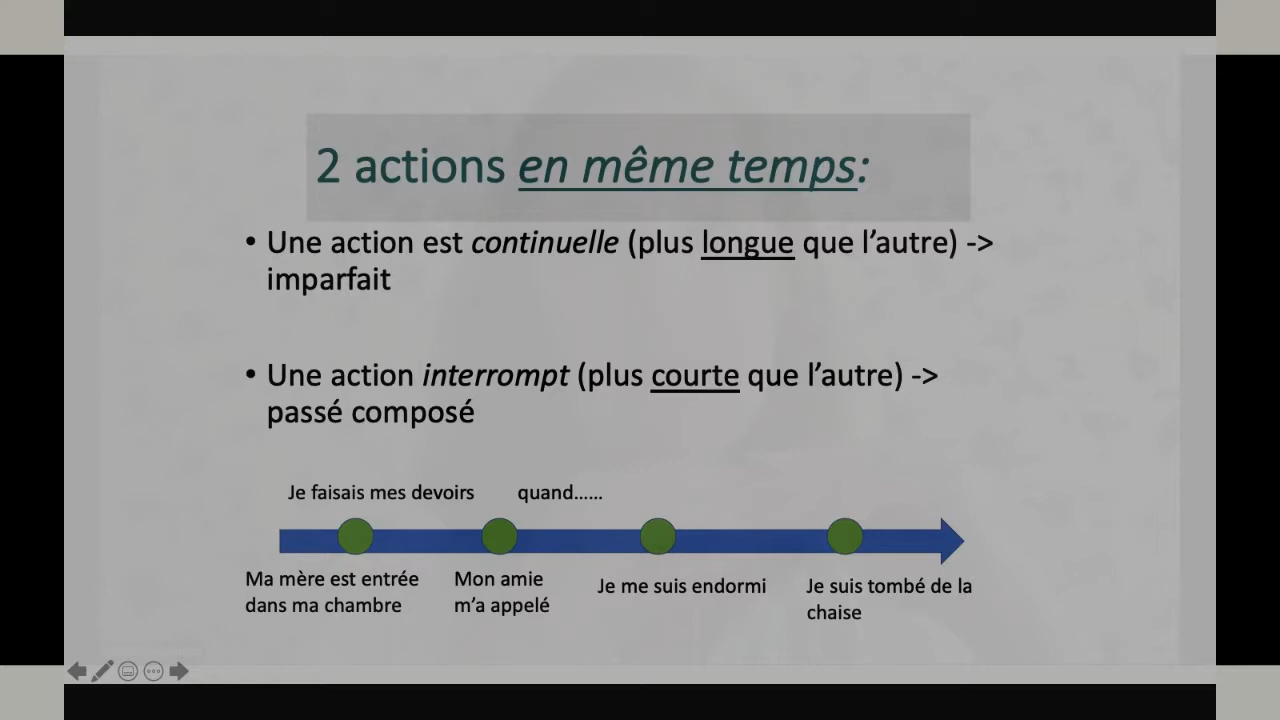 2 actions en même temps:
• Une action est continuelle (plus longue que l’autre) ->
imparfait
• Une action interrompt (plus courte que l’autre) ->
passé composé
Je faisais mes devoirs quand……
Ma mère est entrée
dans ma chambre
Mon amie
m’a appelé
Je me suis endormi
Je suis tombé de la
chaise